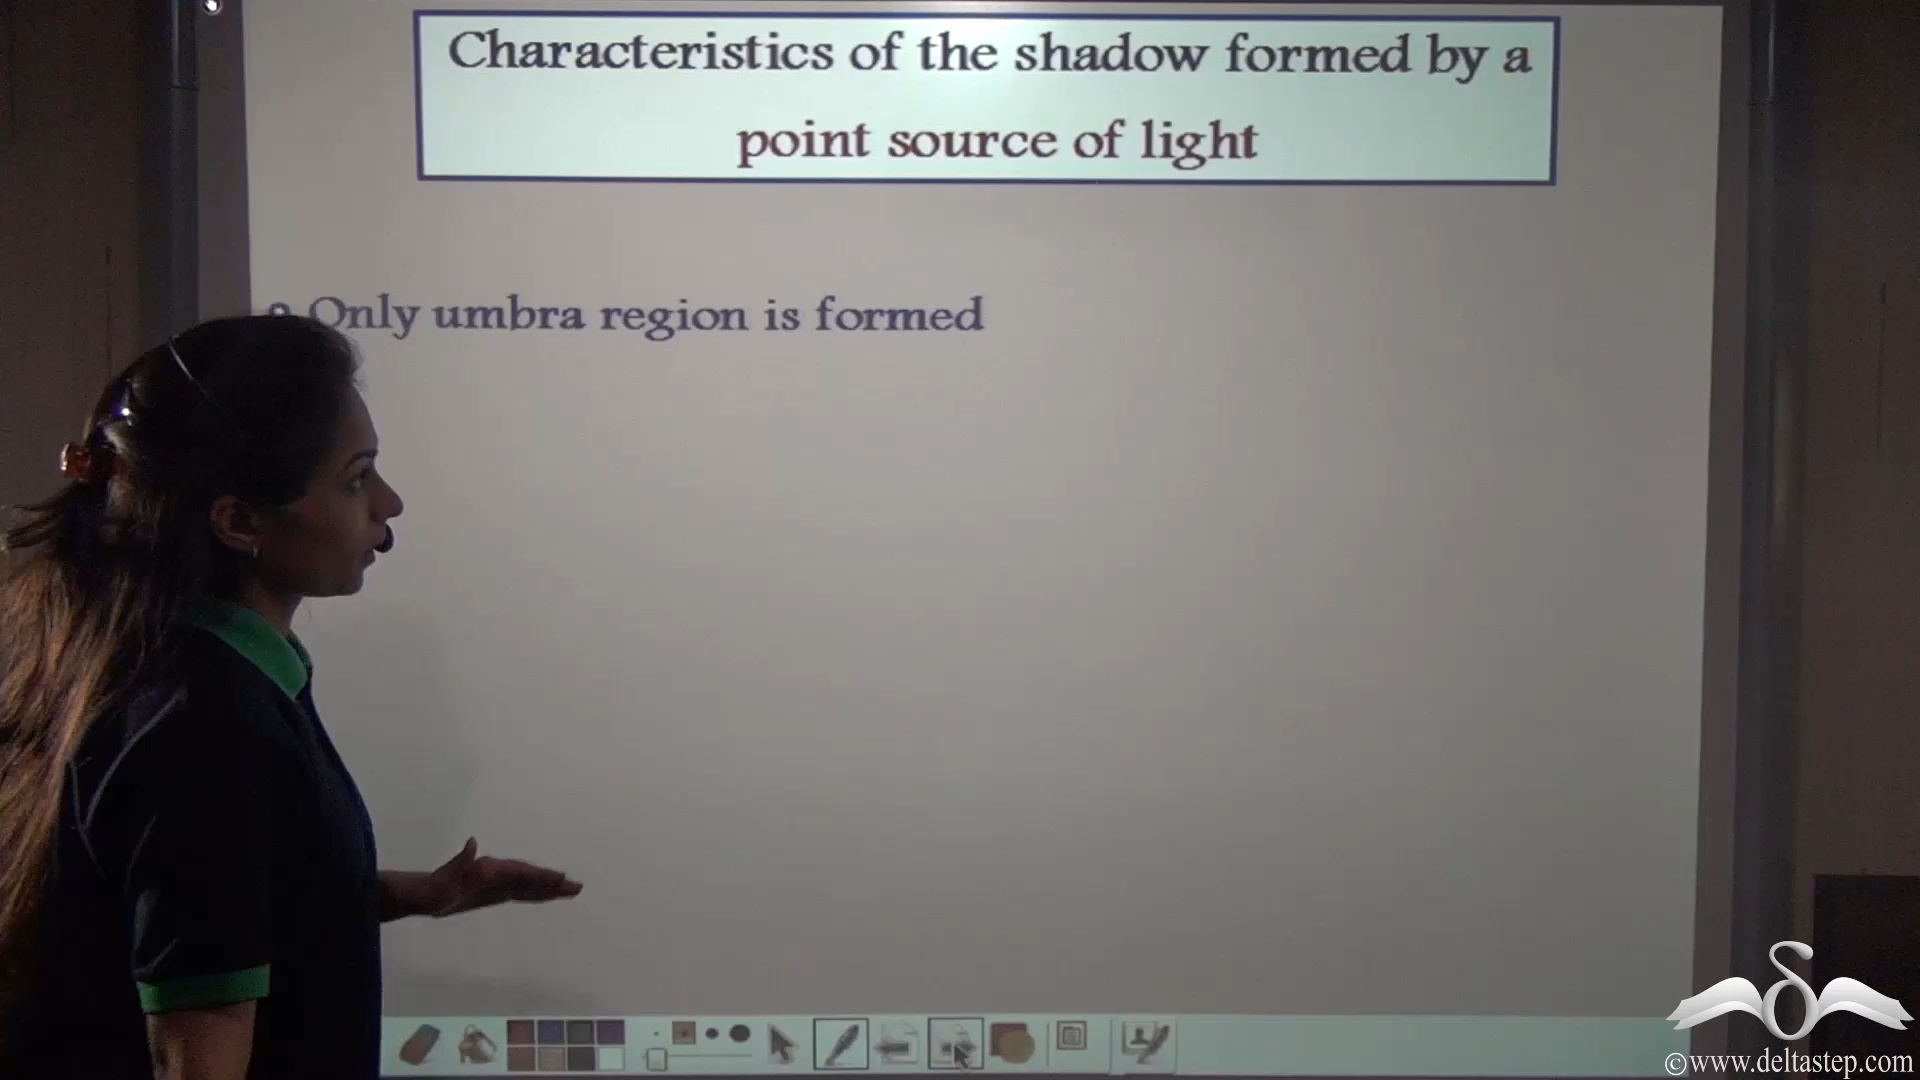 Characteristics of the shadow formed by a
point source of light
Only umbra region is formed
©www.deltastep.com